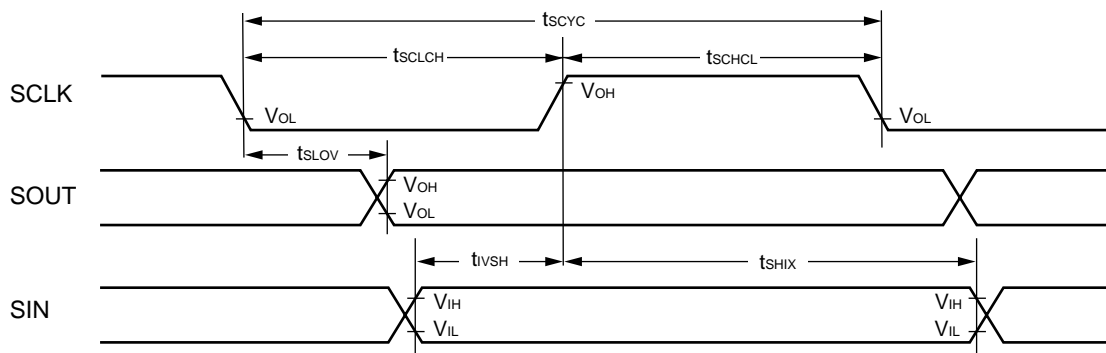 tSCYC
tSCLCH tSCHCL
SCLK
VOH
VOL VOL
tSLOV
SOUT
VOH
VOL
tIVSH tSHIX
SIN
VIH VIH
VIL VIL